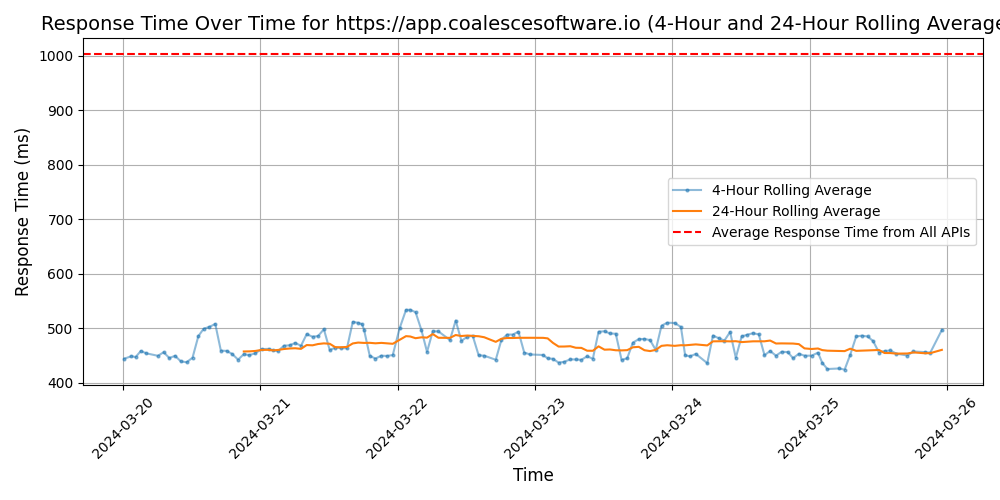 Response Time Over Time for https://app.coalescesoftware.io (4-Hour and 24-Hour Rolling Average
Response Time (ms)
1000
900
800
700
600
500
400
4-Hour Rolling Average
24-Hour Rolling Average
Average Response Time from All APIs
2024-03-20
2024-03-21
2024-03-22
2024-03-23
2024-03-24
2024-03-25
2024-03-26
Time